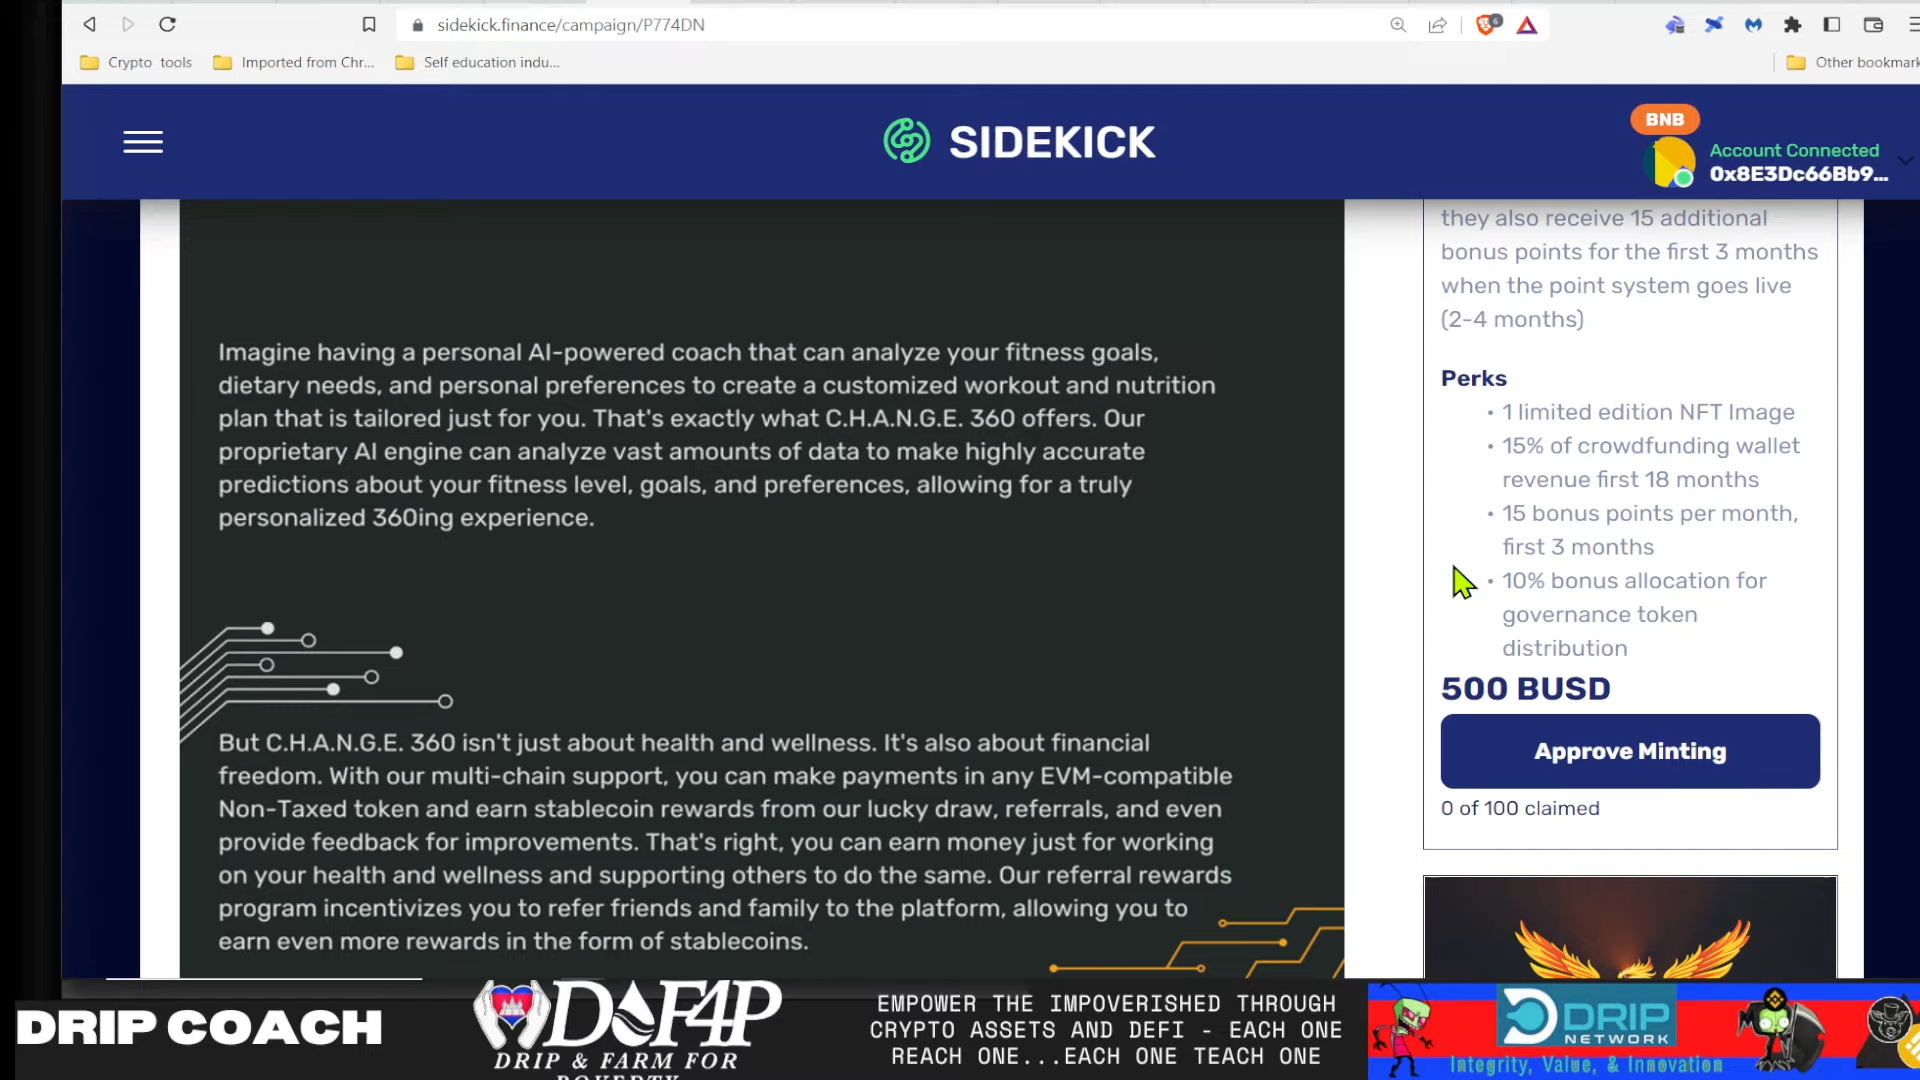 sidekick.finance/campaign/P774DN
6
Crypto tools
Imported from Chr...
Self education indu...
Other bookmark
SIDEKICK
BNB
Account Connected
0x8E3Dc66Bb9...
Imagine having a personal AI-powered coach that can analyze your fitness goals,
dietary needs, and personal preferences to create a customized workout and nutrition
plan that is tailored just for you. That's exactly what C.H.A.N.G.E. 360 offers. Our
proprietary AI engine can analyze vast amounts of data to make highly accurate
predictions about your fitness level, goals, and preferences, allowing for a truly
personalized 360ing experience.
But C.H.A.N.G.E. 360 isn't just about health and wellness. It's also about financial
freedom. With our multi-chain support, you can make payments in any EVM-compatible
Non-Taxed token and earn stablecoin rewards from our lucky draw, referrals, and even
provide feedback for improvements. That's right, you can earn money just for working
on your health and wellness and supporting others to do the same. Our referral rewards
program incentivizes you to refer friends and family to the platform, allowing you to
earn even more rewards in the form of stablecoins.
they also receive 15 additional
bonus points for the first 3 months
when the point system goes live
(2-4 months)
Perks
• 1 limited edition NFT Image
• 15% of crowdfunding wallet
revenue first 18 months
• 15 bonus points per month,
first 3 months
• 10% bonus allocation for
governance token
distribution
500 BUSD
Approve Minting
0 of 100 claimed
DRIP COACH
D&F4P
DRIP & FARM FOR
POVERTY
EMPOWER THE IMPOVERISHED THROUGH
CRYPTO ASSETS AND DEFI - EACH ONE
REACH ONE...EACH ONE TEACH ONE
DRIP
NETWORK
Integrity, Value, & Innovation